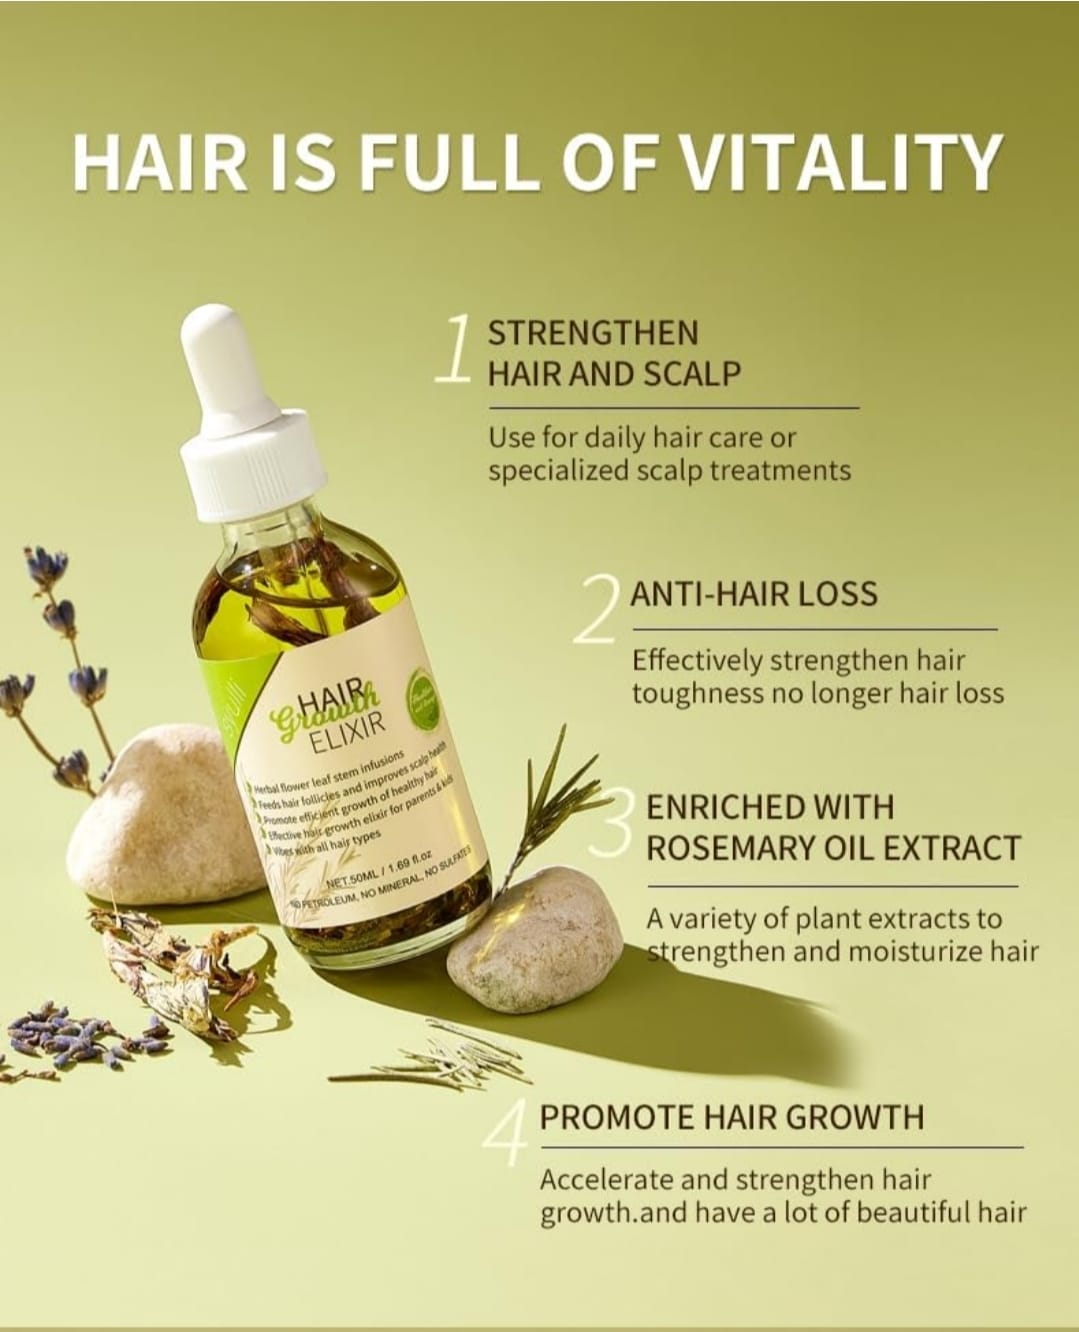 HAIR IS FULL OF VITALITY
1
STRENGTHEN
HAIR AND SCALP
Use for daily hair care or
specialized scalp treatments
2
ANTI-HAIR LOSS
Effectively strengthen hair
toughness no longer hair loss
3
ENRICHED WITH
ROSEMARY OIL EXTRACT
A variety of plant extracts to
strengthen and moisturize hair
4
PROMOTE HAIR GROWTH
Accelerate and strengthen hair
growth.and have a lot of beautiful hair
HAIR
Growth
ELIXIR
Herbal flower leaf stem infusions
Feeds hair follicles and improves scalp health
Promote efficient growth of healthy hair
Effective hair growth elixir for parents & kids
Vibes with all hair types
NET.50ML / 1.69 fl.oz
NO PETROLEUM, NO MINERAL, NO SULFATES